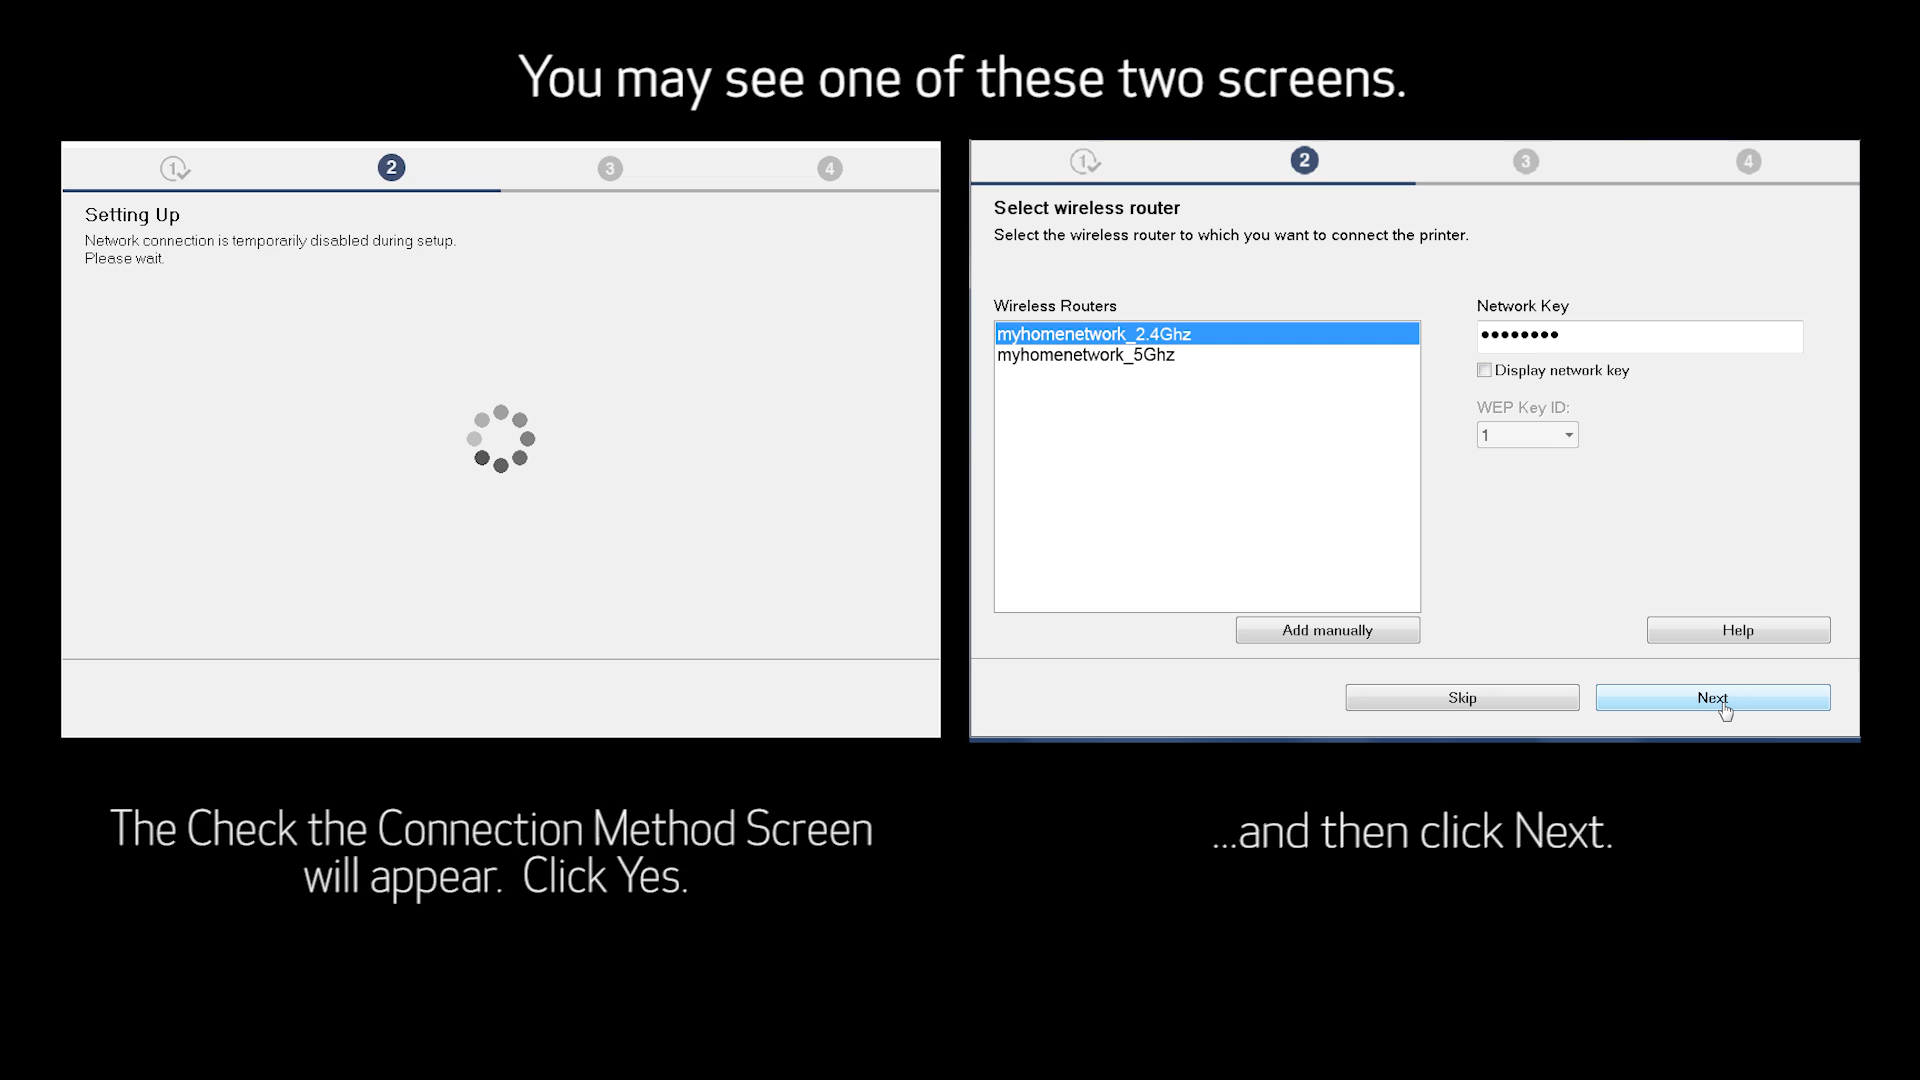 You may see one of these two screens.
1 2 3 4
Setting Up
Network connection is temporarily disabled during setup.
Please wait.
1 2 3 4
Select wireless router
Select the wireless router to which you want to connect the printer.
Wireless Routers
myhomenetwork_2.4Ghz
myhomenetwork_5Ghz
Network Key
••••••••
Display network key
WEP Key ID:
1
Add manually
Help
Skip
Next
The Check the Connection Method Screen
will appear. Click Yes.
...and then click Next.